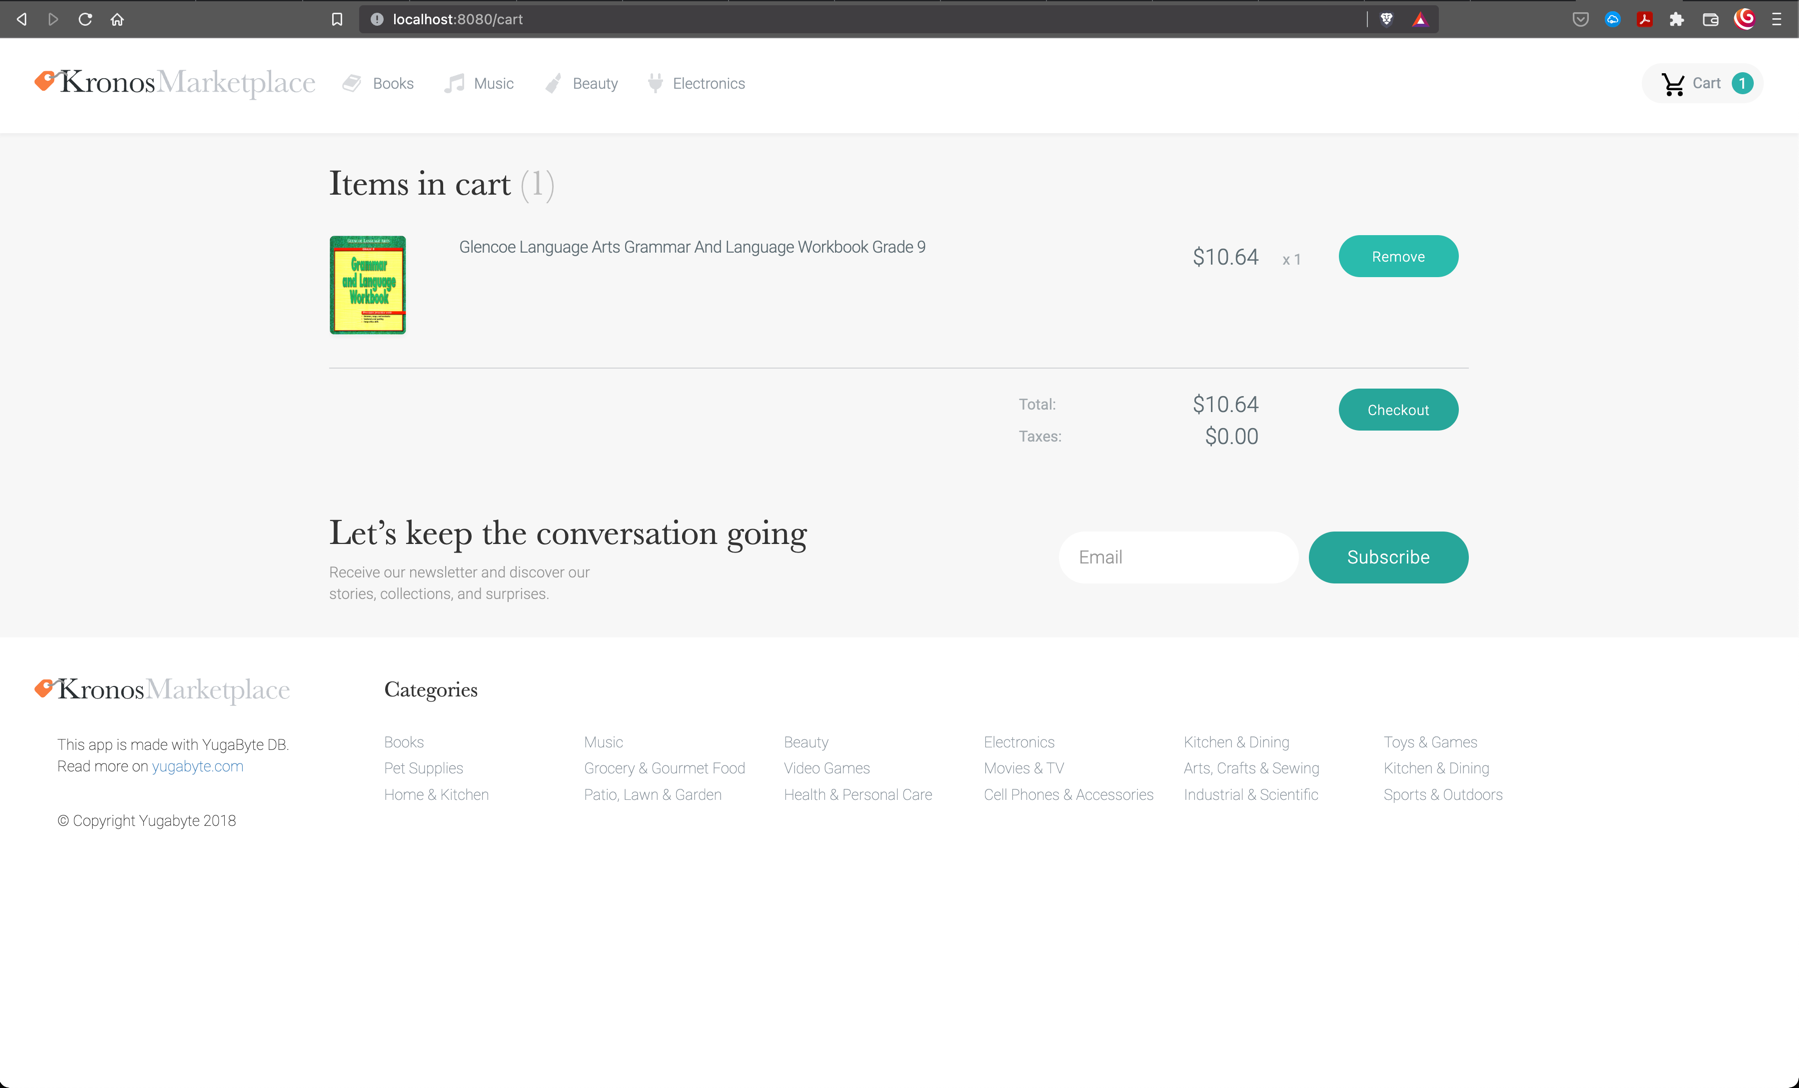 localhost:8080/cart
KronosMarketplace
Books
Music
Beauty
Electronics
Cart 1
Items in cart (1)
Grammar
and Language
Workbook
Glencoe Language Arts Grammar And Language Workbook Grade 9
$10.64 x 1
Remove
Total: $10.64
Checkout
Taxes: $0.00
Let’s keep the conversation going
Receive our newsletter and discover our
stories, collections, and surprises.
Email
Subscribe
KronosMarketplace
This app is made with YugaByte DB.
Read more on yugabyte.com
© Copyright Yugabyte 2018
Categories
Books Music Beauty Electronics Kitchen & Dining Toys & Games
Pet Supplies Grocery & Gourmet Food Video Games Movies & TV Arts, Crafts & Sewing Kitchen & Dining
Home & Kitchen Patio, Lawn & Garden Health & Personal Care Cell Phones & Accessories Industrial & Scientific Sports & Outdoors